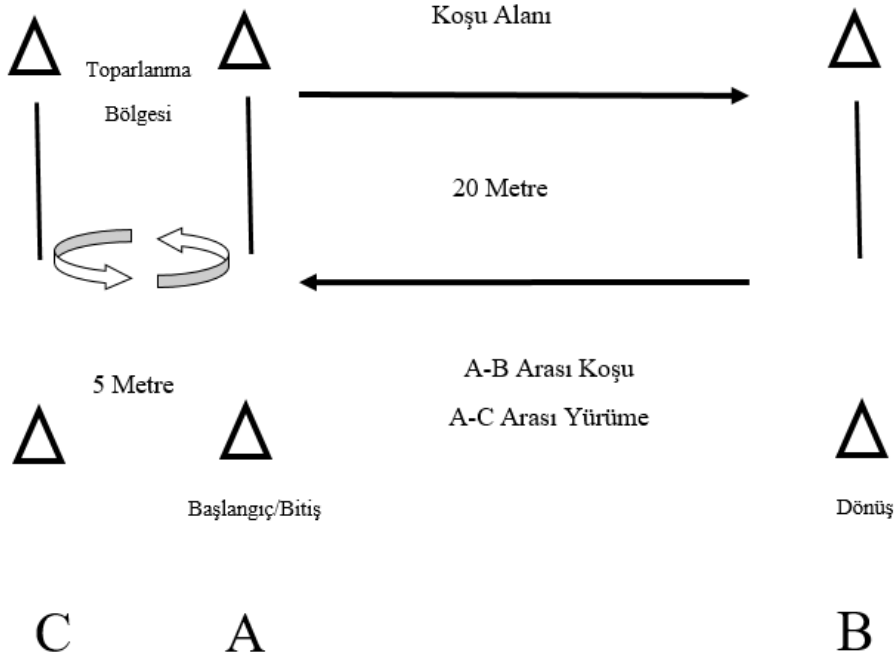 Koşu Alanı
Toparlanma
Bölgesi
20 Metre
5 Metre
A-B Arası Koşu
A-C Arası Yürüme
Başlangıç/Bitiş
Dönüş
C
A
B